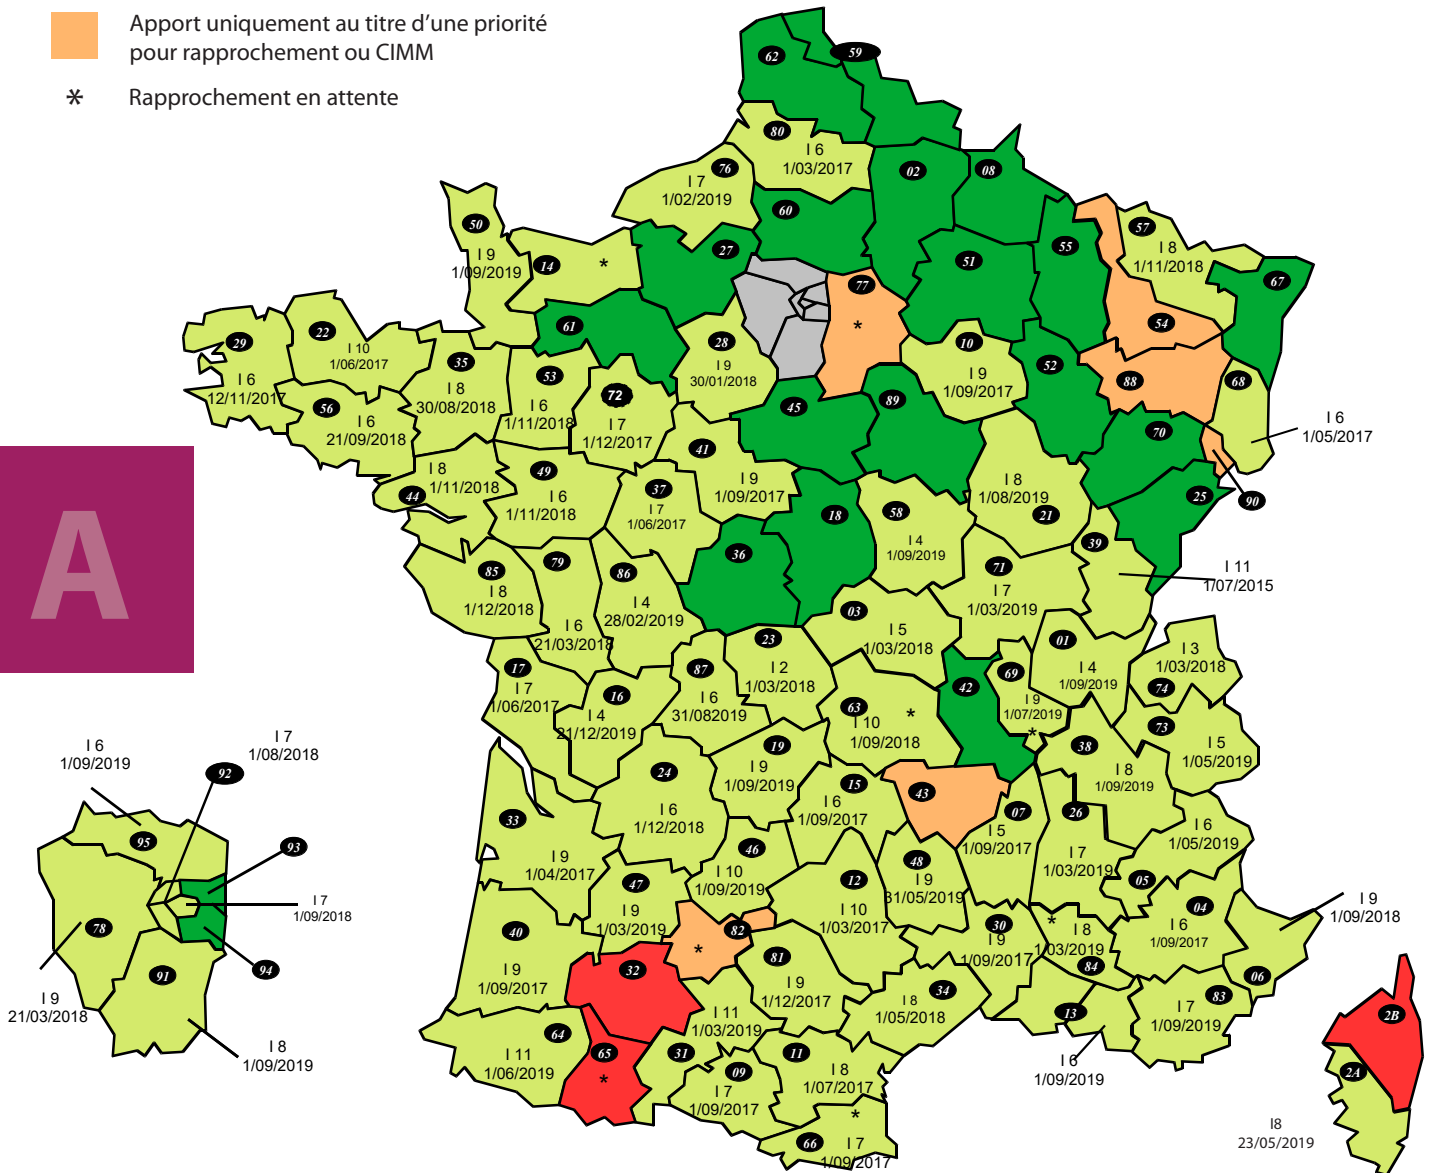 Apport uniquement au titre d’une priorité
pour rapprochement ou CIMM
* Rapprochement en attente
A
62
59
80
I 6
1/03/2017
76
I 7
1/02/2019
02
08
60
50
I 9
1/09/2019
14
*
27
51
55
57
I 8
1/11/2018
67
77
*
54
61
29
I 6
12/11/2017
22
I 10
1/06/2017
35
I 8
30/08/2018
53
I 6
1/11/2018
72
I 7
1/12/2017
28
I 9
30/01/2018
10
I 9
1/09/2017
52
88
68
I 6
1/05/2017
56
I 6
21/09/2018
45
89
70
41
I 9
1/09/2017
44
I 8
1/11/2018
49
I 6
1/11/2018
37
I 7
1/06/2017
18
58
I 4
1/09/2019
I 8
1/08/2019
21
25
90
36
39
I 11
1/07/2015
85
I 8
1/12/2018
79
I 6
21/03/2018
86
I 4
28/02/2019
71
I 7
1/03/2019
03
I 5
1/03/2018
17
I 7
1/06/2017
16
I 4
21/12/2019
87
I 6
31/082019
23
I 2
1/03/2018
63
I 10
*
1/09/2018
42
69
I 9
1/07/2019
*
01
I 4
1/09/2019
I 3
1/03/2018
74
73
I 5
1/05/2019
38
I 8
1/09/2019
24
I 6
1/12/2018
19
I 9
1/09/2019
15
I 6
1/09/2017
43
07
I 5
1/09/2017
26
I 7
1/03/2019
I 6
1/05/2019
05
33
I 9
1/04/2017
47
I 9
1/03/2019
46
I 10
1/09/2019
12
I 10
1/03/2017
48
I 9
31/05/2019
30
I 9
1/09/2017
*
I 8
1/03/2019
84
04
I 6
1/09/2017
I 9
1/09/2018
06
40
I 9
1/09/2017
32
82
*
81
I 9
1/12/2017
34
I 8
1/05/2018
13
I 6
1/09/2019
83
I 7
1/09/2019
64
I 11
1/06/2019
65
*
31
I 11
1/03/2019
09
I 7
1/09/2017
11
I 8
1/07/2017
66
*
I 7
1/09/2017
2B
2A
I8
23/05/2019
I 6
1/09/2019
95
I 7
1/08/2018
92
93
I 7
1/09/2018
94
78
I 9
21/03/2018
91
I 8
1/09/2019